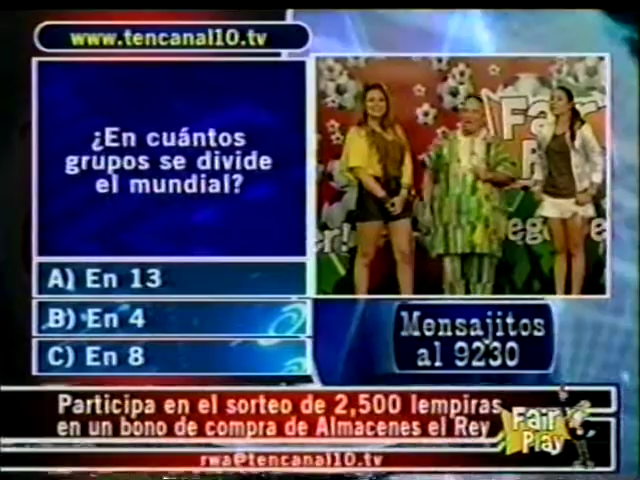 www.tencanal10.tv
¿En cuántos
grupos se divide
el mundial?
A) En 13
B) En 4
C) En 8
Mensajitos
al 9230
Participa en el sorteo de 2,500 lempiras
en un bono de compra de Almacenes el Rey
Fair
Play
rwa@tencanal10.tv